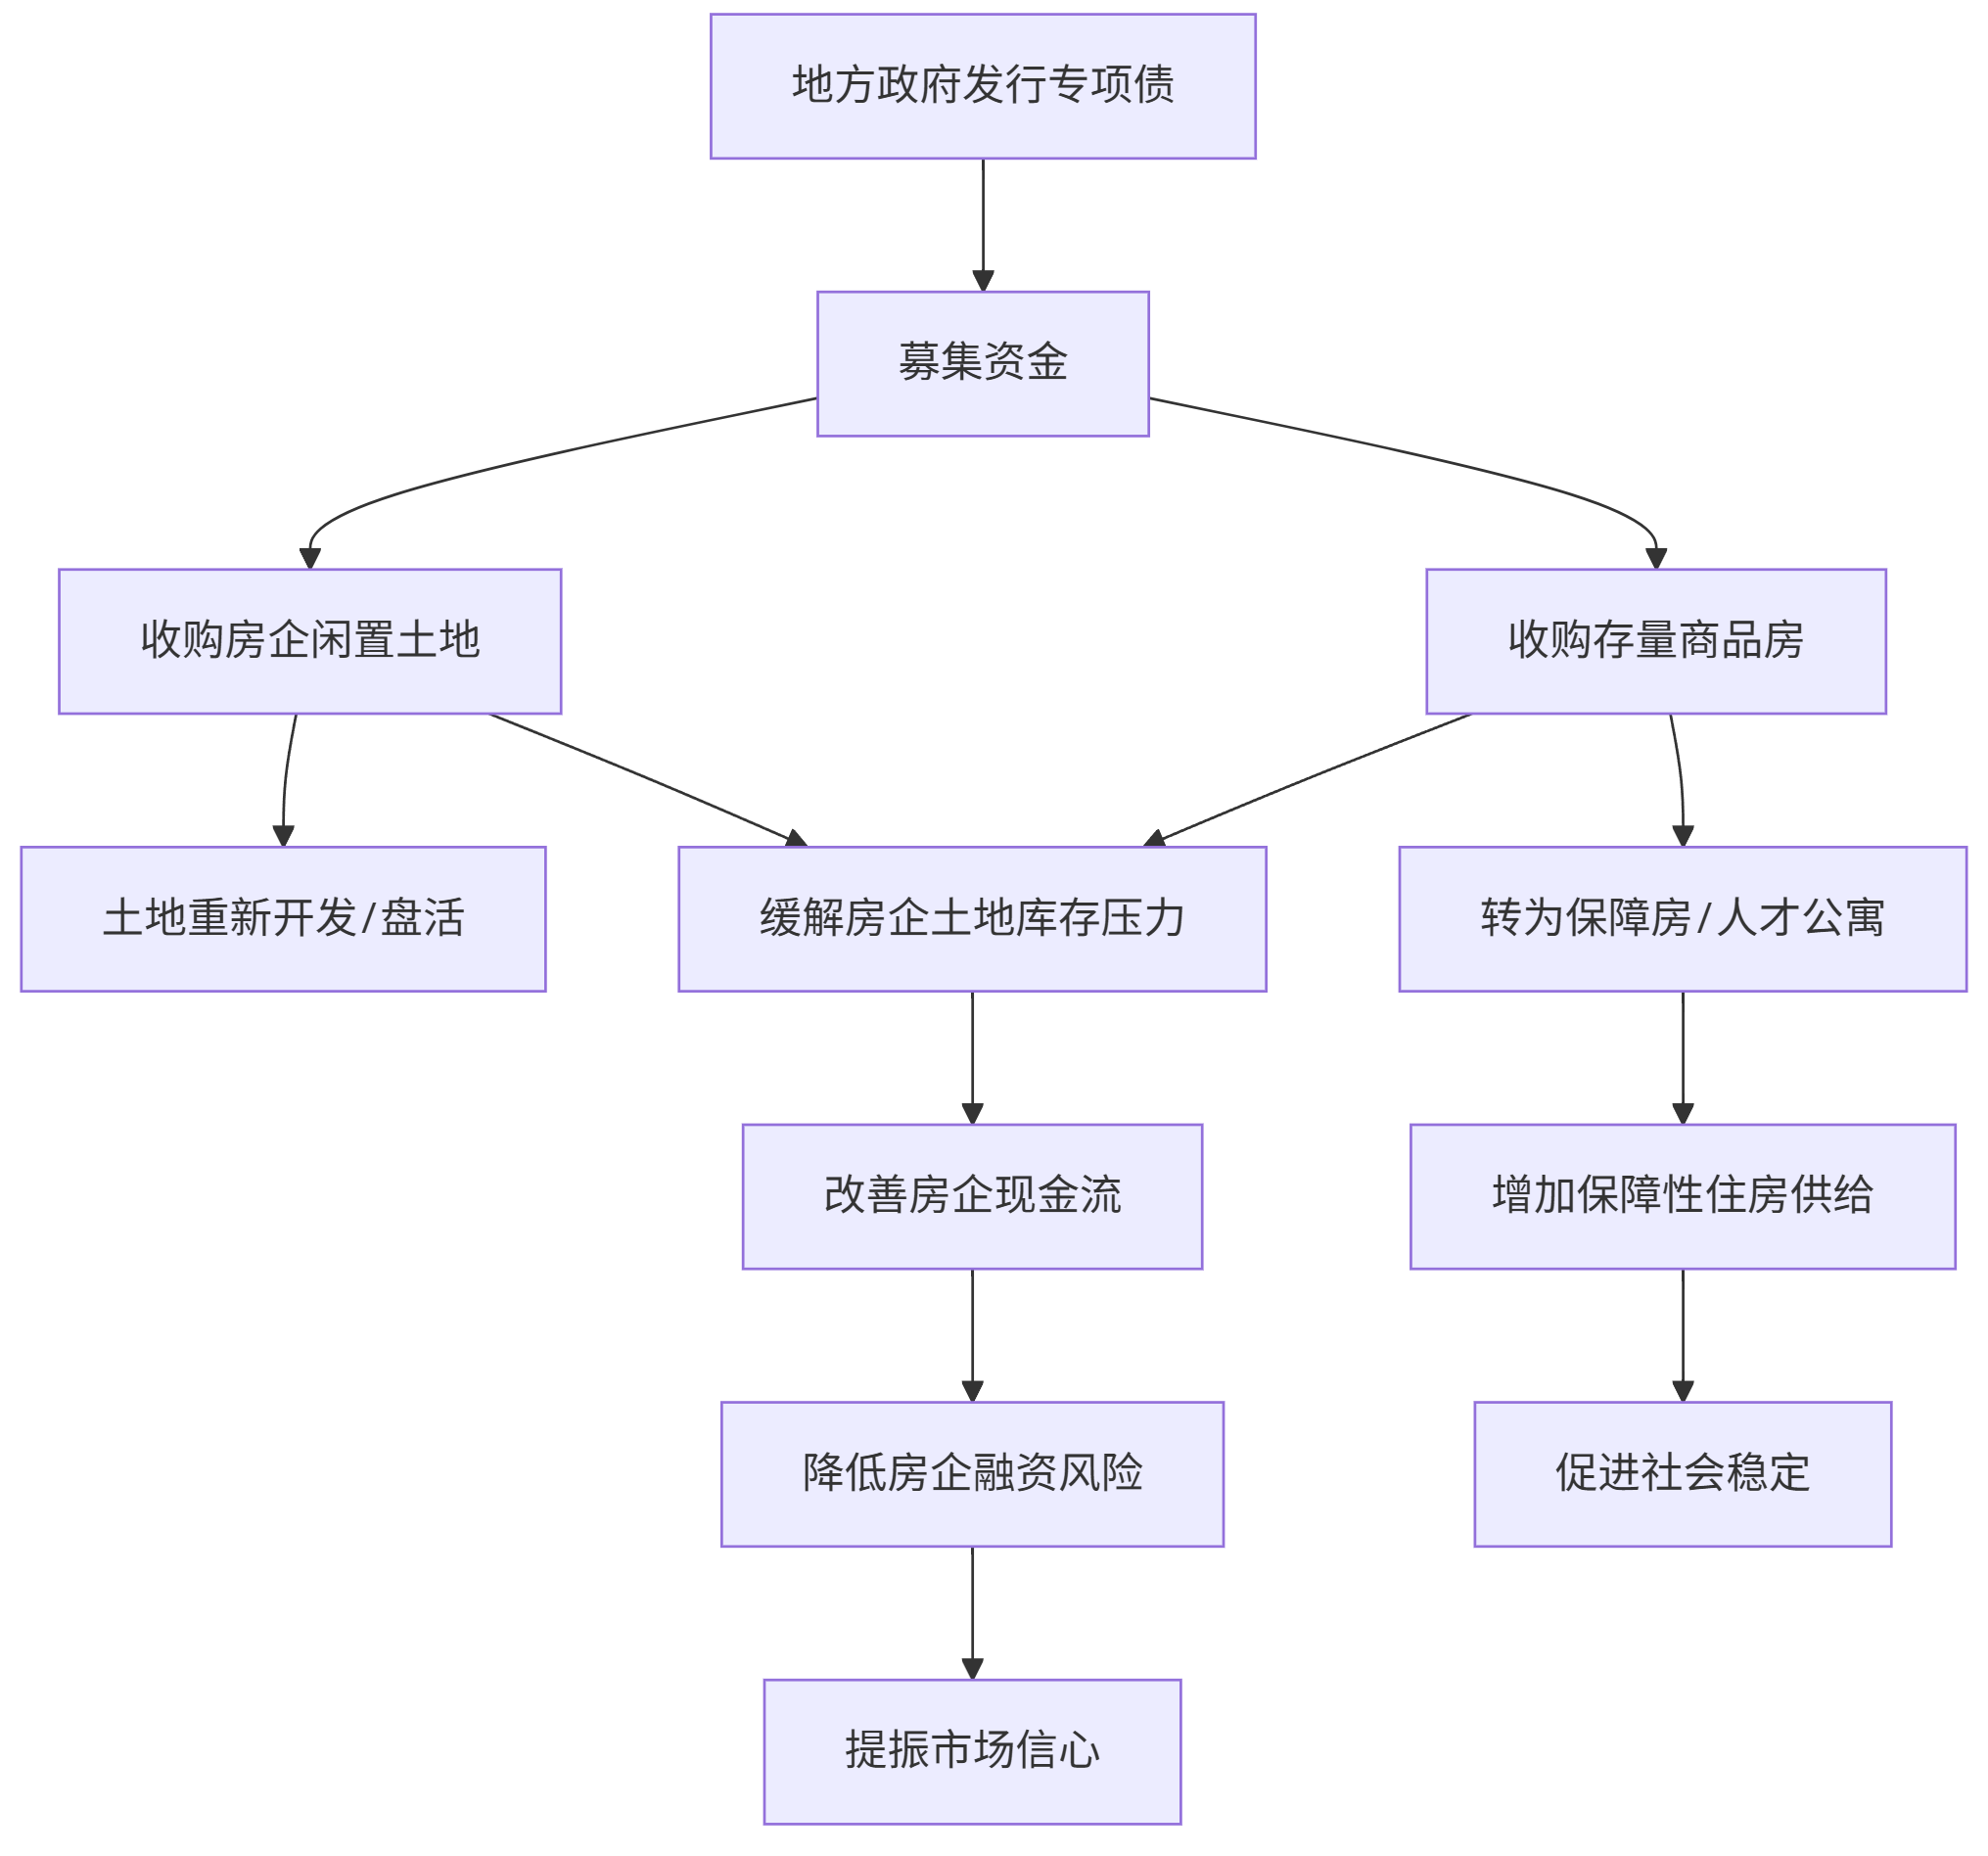 地方政府发行专项债
募集资金
收购房企闲置土地
收购存量商品房
土地重新开发/盘活
缓解房企土地库存压力
转为保障房/人才公寓
改善房企现金流
增加保障性住房供给
降低房企融资风险
促进社会稳定
提振市场信心